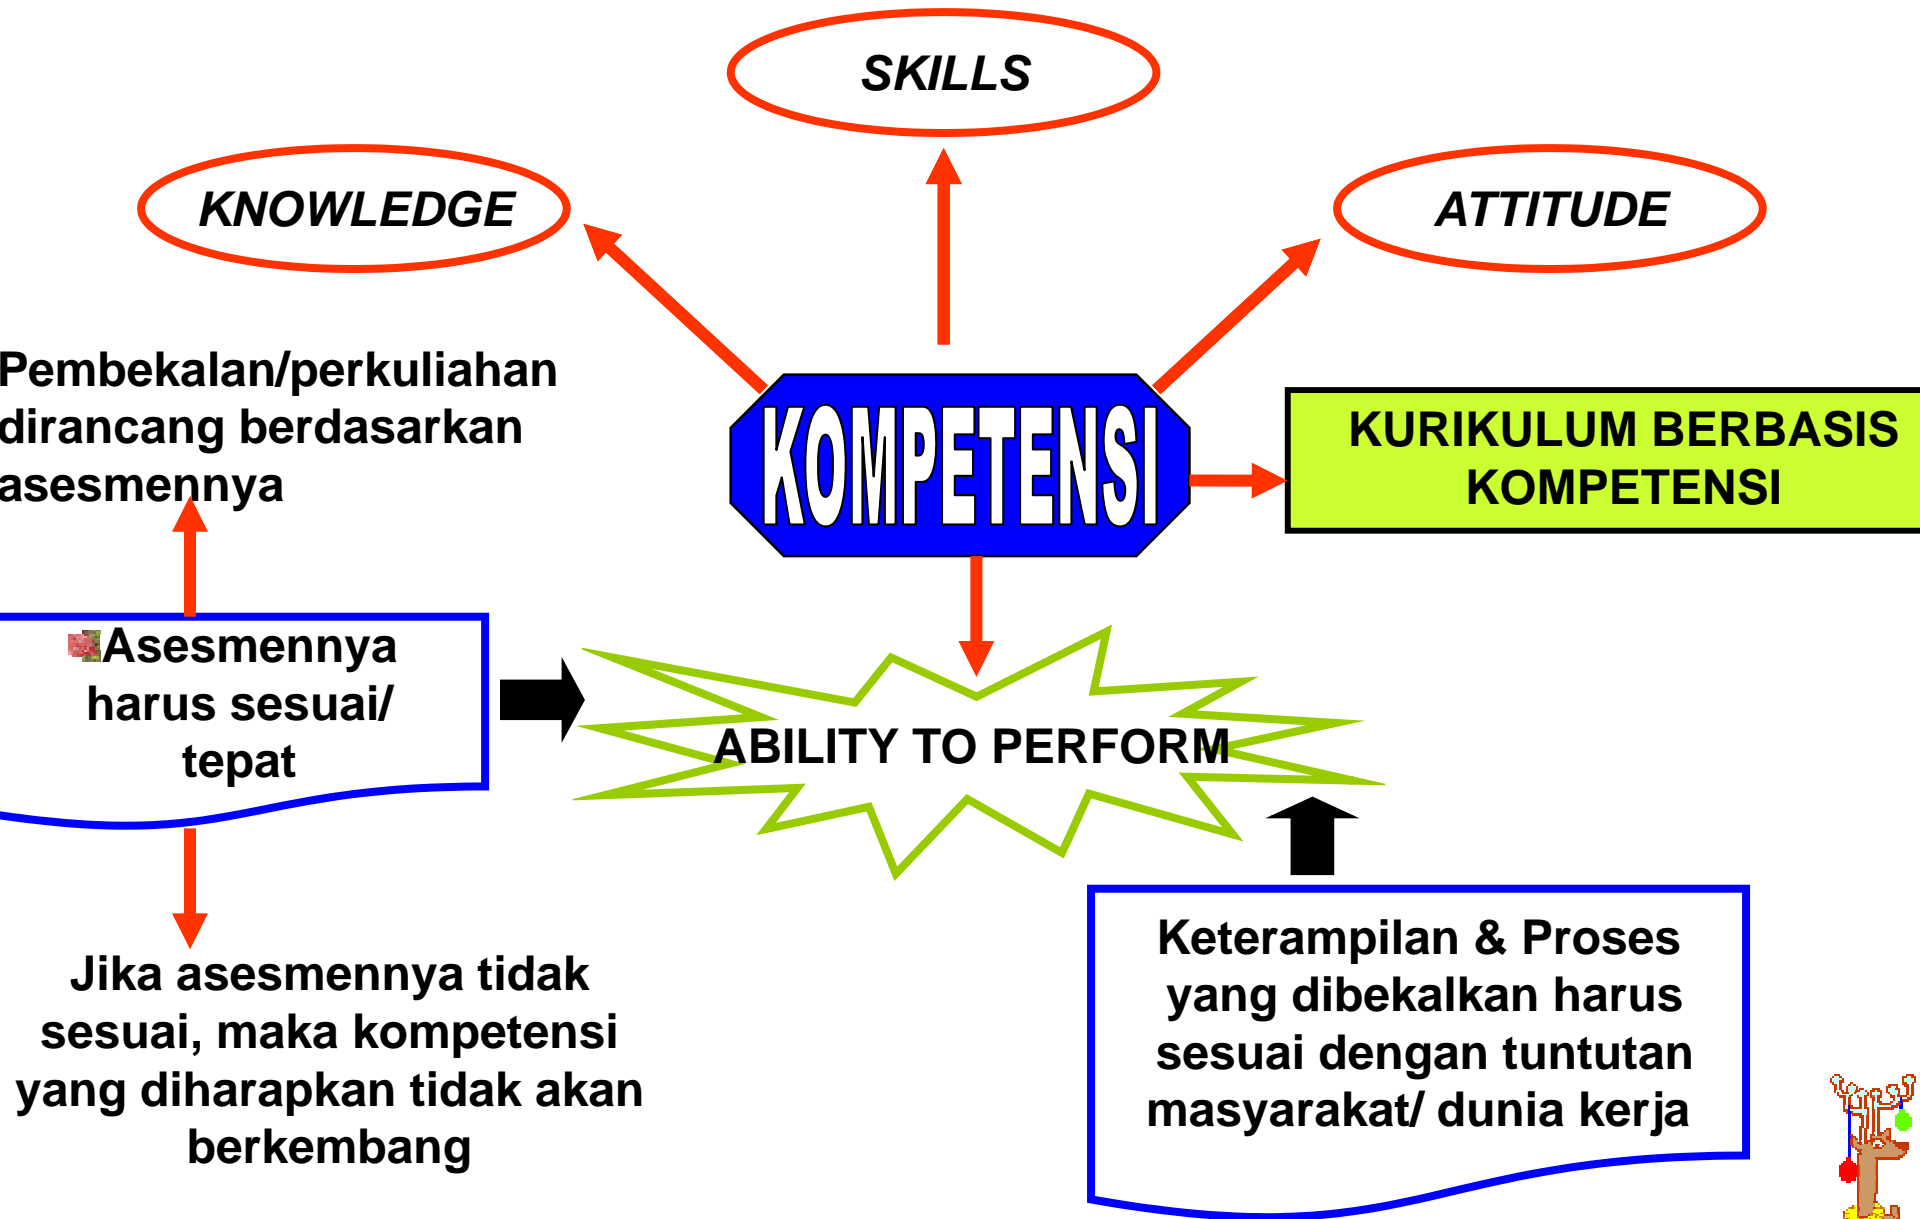 SKILLS
KNOWLEDGE
ATTITUDE
Pembekalan/perkuliahan
dirancang berdasarkan
asesmennya
KOMPETENSI
KURIKULUM BERBASIS
KOMPETENSI
Asesmennya
harus sesuai/
tepat
ABILITY TO PERFORM
Jika asesmennya tidak
sesuai, maka kompetensi
yang diharapkan tidak akan
berkembang
Keterampilan & Proses
yang dibekalkan harus
sesuai dengan tuntutan
masyarakat/ dunia kerja